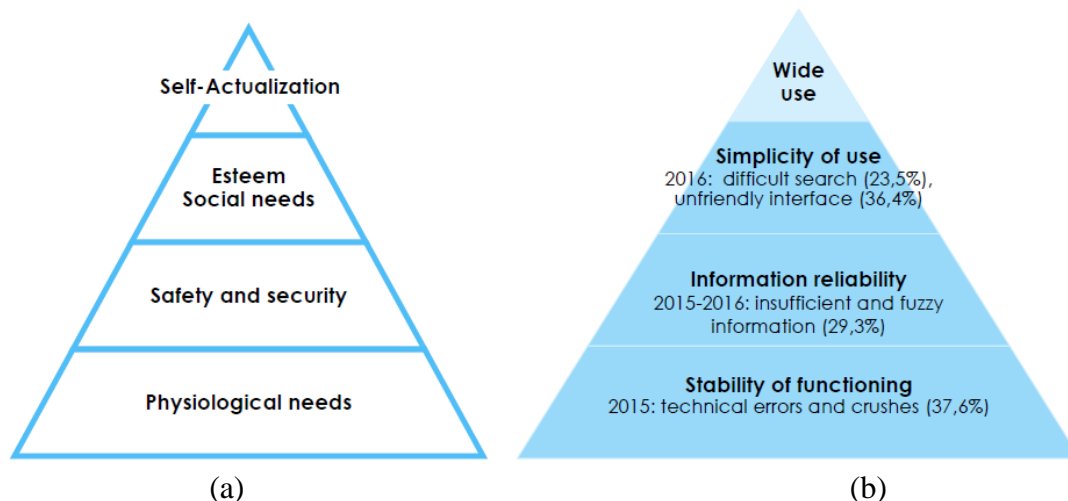 Self-Actualization
Esteem
Social needs
Safety and security
Physiological needs
(a)
Wide
use
Simplicity of use
2016: difficult search (23,5%),
unfriendly interface (36,4%)
Information reliability
2015-2016: insufficient and fuzzy
information (29,3%)
Stability of functioning
2015: technical errors and crushes (37,6%)
(b)